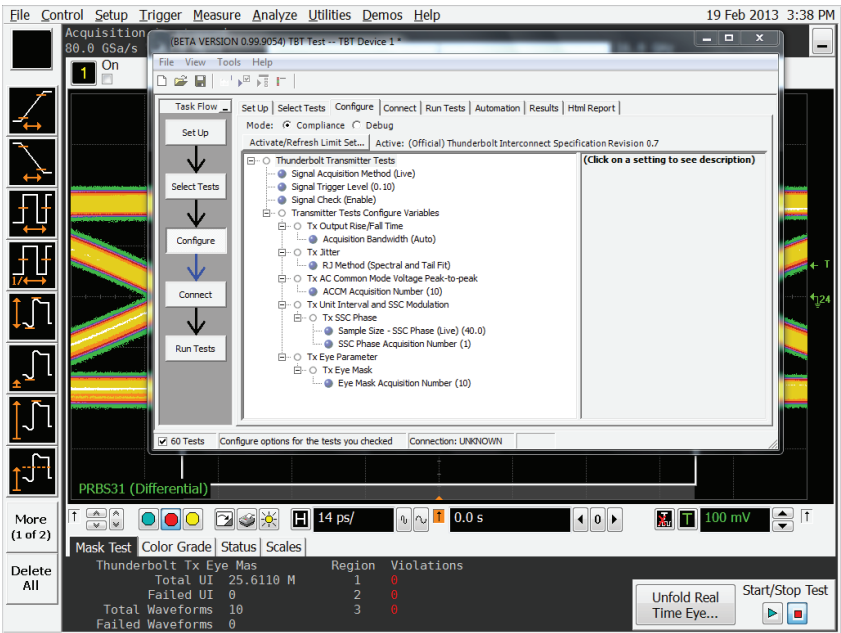 File Control Setup Trigger Measure Analyze Utilities Demos Help 19 Feb 2013 3:38 PM
Acquisition
80.0 GSa/s
(BETA VERSION 0.99.9054) TBT Test -- TBT Device 1 *
File View Tools Help
1 On
Task Flow
Set Up
Select Tests
Configure
Connect
Run Tests
Set Up Select Tests Configure Connect Run Tests Automation Results Html Report
Mode: Compliance Debug
Activate/Refresh Limit Set... Active: (Official) Thunderbolt Interconnect Specification Revision 0.7
Thunderbolt Transmitter Tests
Signal Acquisition Method (Live)
Signal Trigger Level (0.10)
Signal Check (Enable)
Transmitter Tests Configure Variables
Tx Output Rise/Fall Time
Acquisition Bandwidth (Auto)
Tx Jitter
RJ Method (Spectral and Tail Fit)
Tx AC Common Mode Voltage Peak-to-peak
ACCM Acquisition Number (10)
Tx Unit Interval and SSC Modulation
Tx SSC Phase
Sample Size - SSC Phase (Live) (40.0)
SSC Phase Acquisition Number (1)
Tx Eye Parameter
Tx Eye Mask
Eye Mask Acquisition Number (10)
(Click on a setting to see description)
T
60 Tests Configure options for the tests you checked Connection: UNKNOWN
PRBS31 (Differential)
More
(1 of 2)
Delete
All
H 14 ps/ 0.0 s 0 T 100 mV
Mask Test Color Grade Status Scales
Thunderbolt Tx Eye Mas Region Violations
Total UI 25.6110 M 1 0
Failed UI 0 2 0
Total Waveforms 10 3 0
Failed Waveforms 0
Unfold Real
Time Eye...
Start/Stop Test